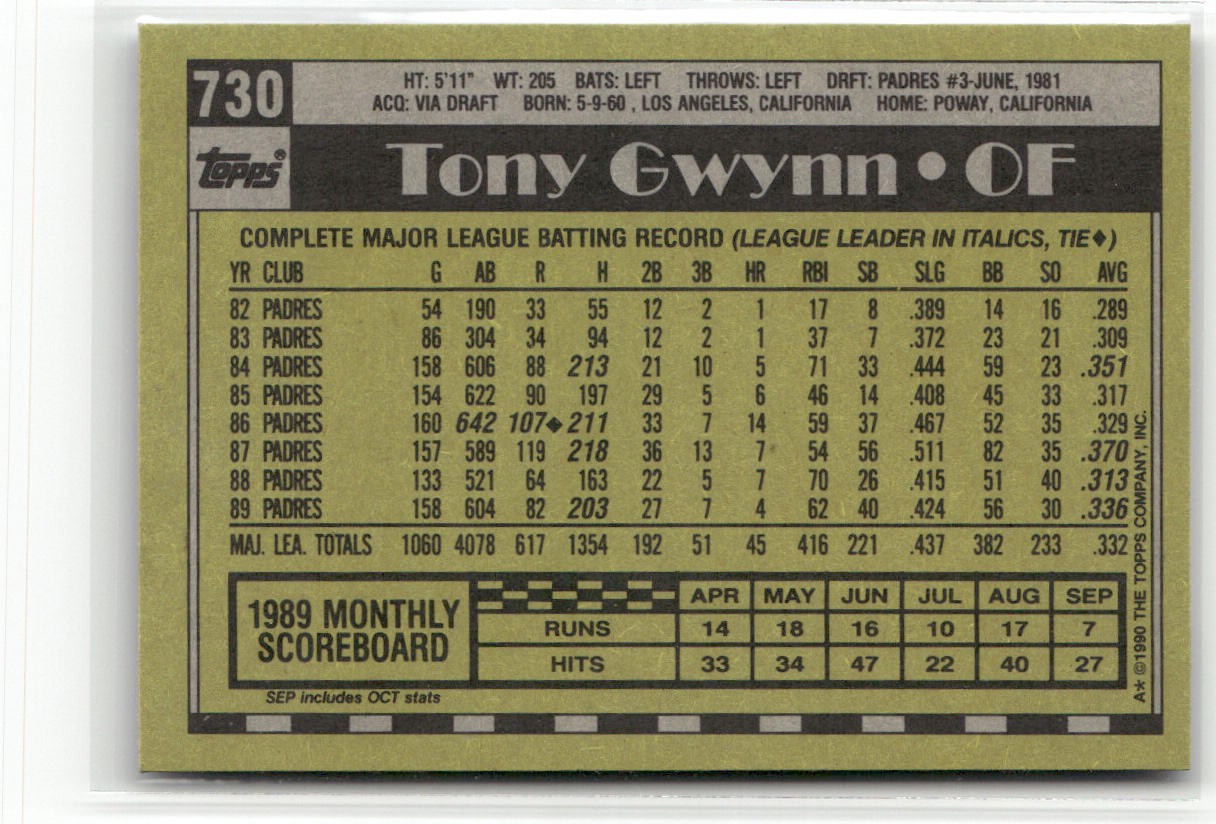 730
HT: 5'11" WT: 205 BATS: LEFT THROWS: LEFT DRFT: PADRES #3-JUNE, 1981
ACQ: VIA DRAFT BORN: 5-9-60 , LOS ANGELES, CALIFORNIA HOME: POWAY, CALIFORNIA
topps®
Tony Gwynn • OF
COMPLETE MAJOR LEAGUE BATTING RECORD (LEAGUE LEADER IN ITALICS, TIE♦)
YR CLUB G AB R H 2B 3B HR RBI SB SLG BB SO AVG
82 PADRES 54 190 33 55 12 2 1 17 8 .389 14 16 .289
83 PADRES 86 304 34 94 12 2 1 37 7 .372 23 21 .309
84 PADRES 158 606 88 213 21 10 5 71 33 .444 59 23 .351
85 PADRES 154 622 90 197 29 5 6 46 14 .408 45 33 .317
86 PADRES 160 642 107♦ 211 33 7 14 59 37 .467 52 35 .329
87 PADRES 157 589 119 218 36 13 7 54 56 .511 82 35 .370
88 PADRES 133 521 64 163 22 5 7 70 26 .415 51 40 .313
89 PADRES 158 604 82 203 27 7 4 62 40 .424 56 30 .336
MAJ. LEA. TOTALS 1060 4078 617 1354 192 51 45 416 221 .437 382 233 .332
1989 MONTHLY
SCOREBOARD
APR MAY JUN JUL AUG SEP
RUNS 14 18 16 10 17 7
HITS 33 34 47 22 40 27
SEP includes OCT stats
A* ©1990 THE TOPPS COMPANY, INC.